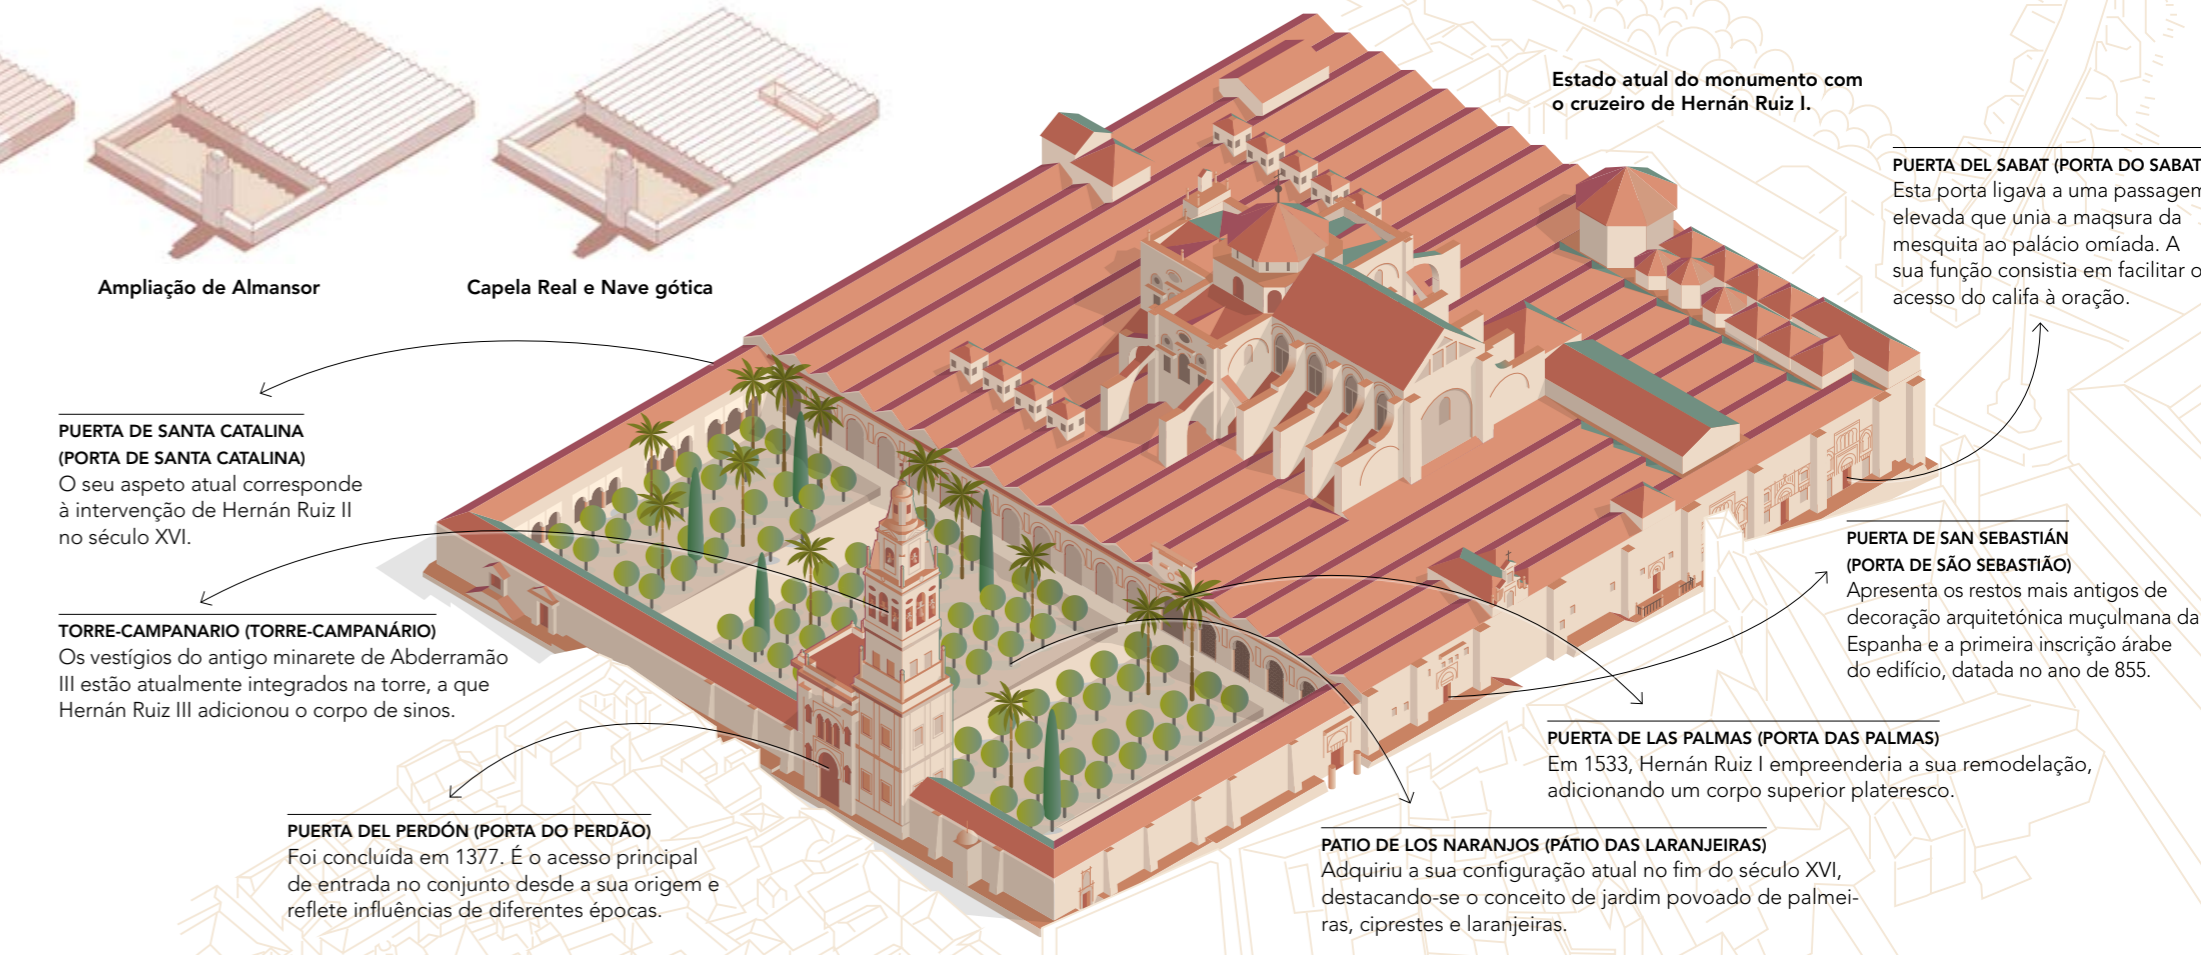 Ampliação de Almansor
Capela Real e Nave gótica
Estado atual do monumento com
o cruzeiro de Hernán Ruiz I.
PUERTA DEL SABAT (PORTA DO SABAT
Esta porta ligava a uma passagem
elevada que unia a maqsura da
mesquita ao palácio omíada. A
sua função consistia em facilitar o
acesso do califa à oração.
PUERTA DE SANTA CATALINA
(PORTA DE SANTA CATALINA)
O seu aspeto atual corresponde
à intervenção de Hernán Ruiz II
no século XVI.
TORRE-CAMPANARIO (TORRE-CAMPANÁRIO)
Os vestígios do antigo minarete de Abderramão
III estão atualmente integrados na torre, a que
Hernán Ruiz III adicionou o corpo de sinos.
PUERTA DEL PERDÓN (PORTA DO PERDÃO)
Foi concluída em 1377. É o acesso principal
de entrada no conjunto desde a sua origem e
reflete influências de diferentes épocas.
PUERTA DE SAN SEBASTIÁN
(PORTA DE SÃO SEBASTIÃO)
Apresenta os restos mais antigos de
decoração arquitetónica muçulmana da
Espanha e a primeira inscrição árabe
do edifício, datada no ano de 855.
PUERTA DE LAS PALMAS (PORTA DAS PALMAS)
Em 1533, Hernán Ruiz I empreenderia a sua remodelação,
adicionando um corpo superior plateresco.
PATIO DE LOS NARANJOS (PÁTIO DAS LARANJEIRAS)
Adquiriu a sua configuração atual no fim do século XVI,
destacando-se o conceito de jardim povoado de palmei-
ras, ciprestes e laranjeiras.